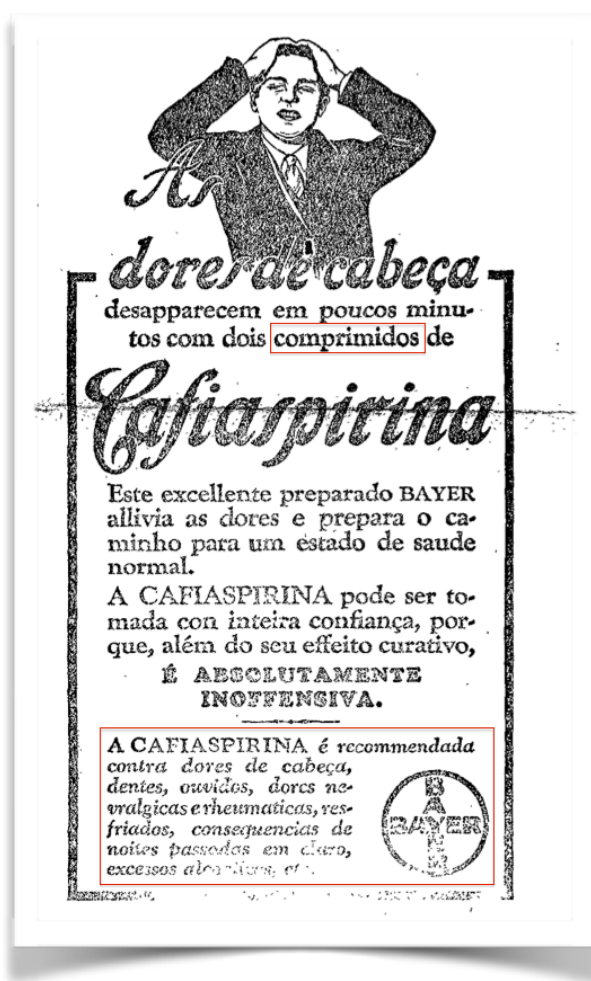 As
dores de cabeça
desapparecem em poucos minu-
tos com dois comprimidos de
Cafiaspirina
Este excellente preparado BAYER
allivia as dores e prepara o ca-
minho para um estado de saude
normal.
A CAFIASPIRINA pode ser to-
mada con inteira confiança, por-
que, além do seu effeito curativo,
É ABSOLUTAMENTE
INOFFENSIVA.
A CAFIASPIRINA é recommendada
contra dores de cabeça,
dentes, ouvidos, dores ne-
vralgicas e rheumaticas, res-
friados, consequencias de
noites passadas em claro,
excessos
BAYER
BAYER